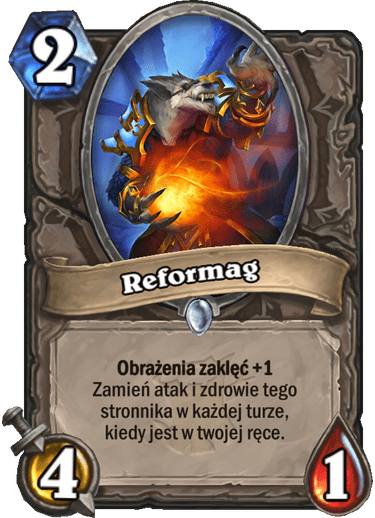 2
Reformag
Obrażenia zaklęć +1
Zamień atak i zdrowie tego
stronnika w każdej turze,
kiedy jest w twojej ręce.
4
1